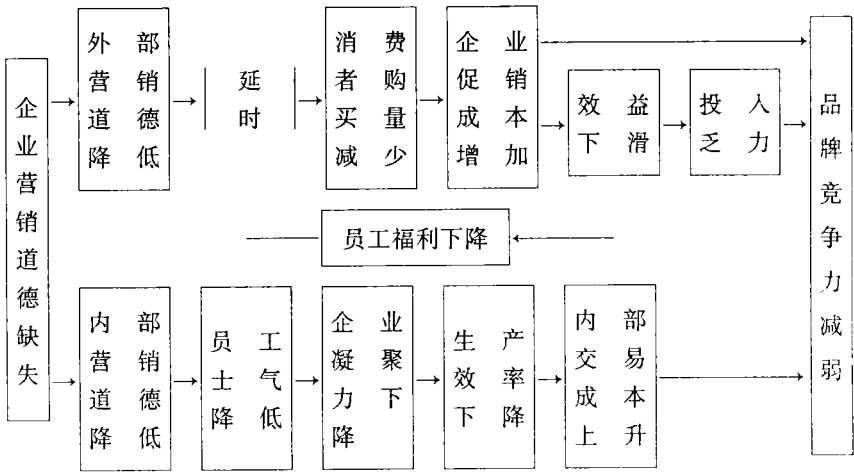 企业营销道德缺失
外部
营销
道德
降低
延
时
消费
者购
买量
减少
企业
促销
成本
增加
效益
下滑
投入
乏力
品牌竞争力减弱
员工福利下降
内部
营销
道德
降低
员工
士气
降低
企业
凝聚
力下
降
生产
效率
下降
内部
交易
成本
上升